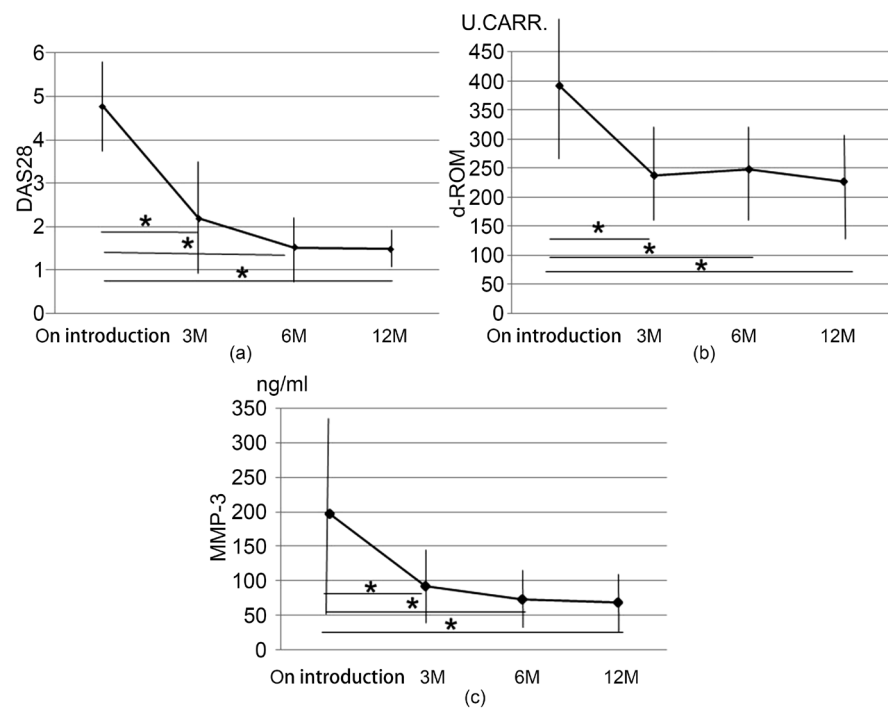 U.CARR.
6
5
4
3
2
1
0
DAS28
On introduction 3M 6M 12M
(a)
450
400
350
300
250
200
150
100
50
0
d-ROM
On introduction 3M 6M 12M
(b)
* * *
* * *
ng/ml
350
300
250
200
150
100
50
0
MMP-3
* * *
On introduction 3M 6M 12M
(c)